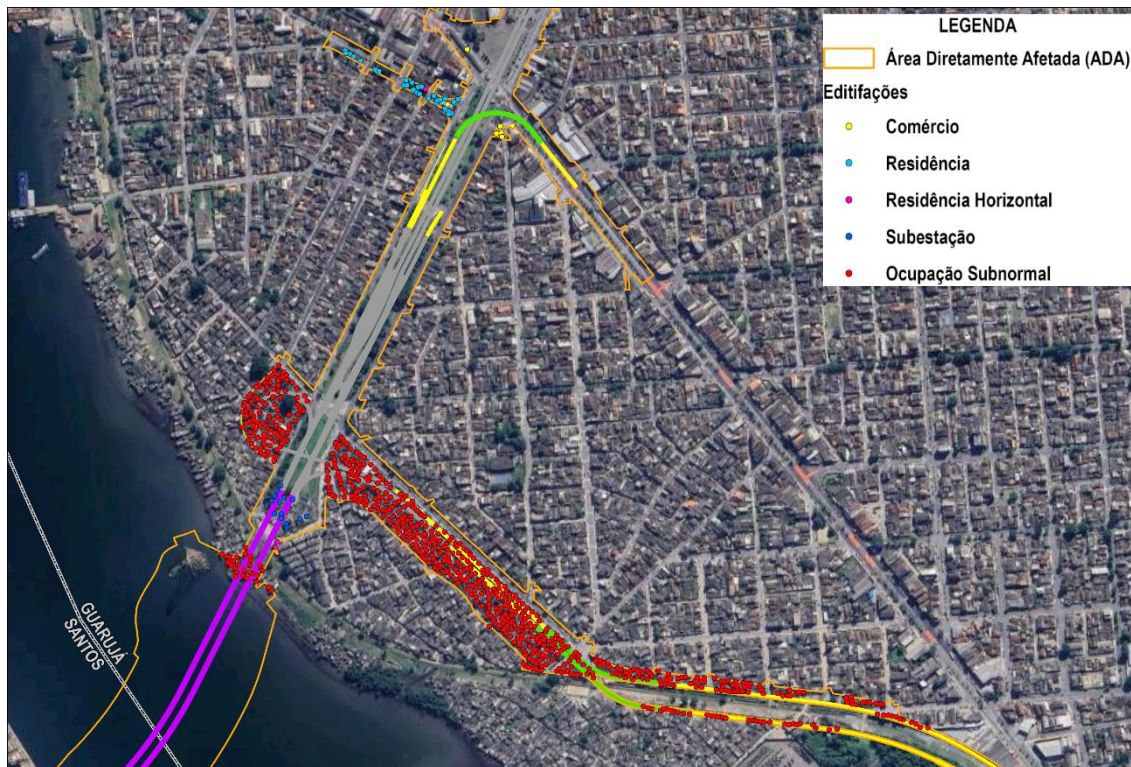 LEGENDA
Área Diretamente Afetada (ADA)
Editifações
Comércio
Residência
Residência Horizontal
Subestação
Ocupação Subnormal
GUARUJÁ
SANTOS